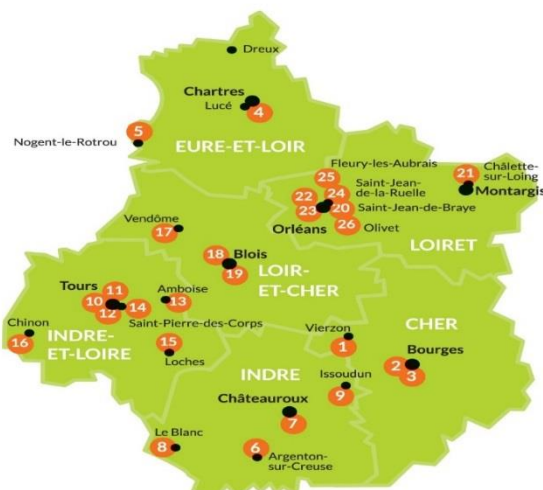 Dreux
Chartres
Lucé
4
5
Nogent-le-Rotrou
EURE-ET-LOIR
Fleury-les-Aubrais
25
21
Châlette-
sur-Loing
Montargis
Saint-Jean
de-la-Ruelle
24
22
20
Saint-Jean-de-Braye
23
Orléans
26
Olivet
LOIRET
Vendôme
17
18
Blois
19
LOIR-
ET-CHER
Tours
11
10
12
14
Amboise
13
Saint-Pierre-des-Corps
Chinon
16
INDRE-
ET-LOIRE
15
Loches
Vierzon
1
CHER
Bourges
2
3
INDRE
Issoudun
9
Châteauroux
7
Le Blanc
8
6
Argenton-
sur-Creuse